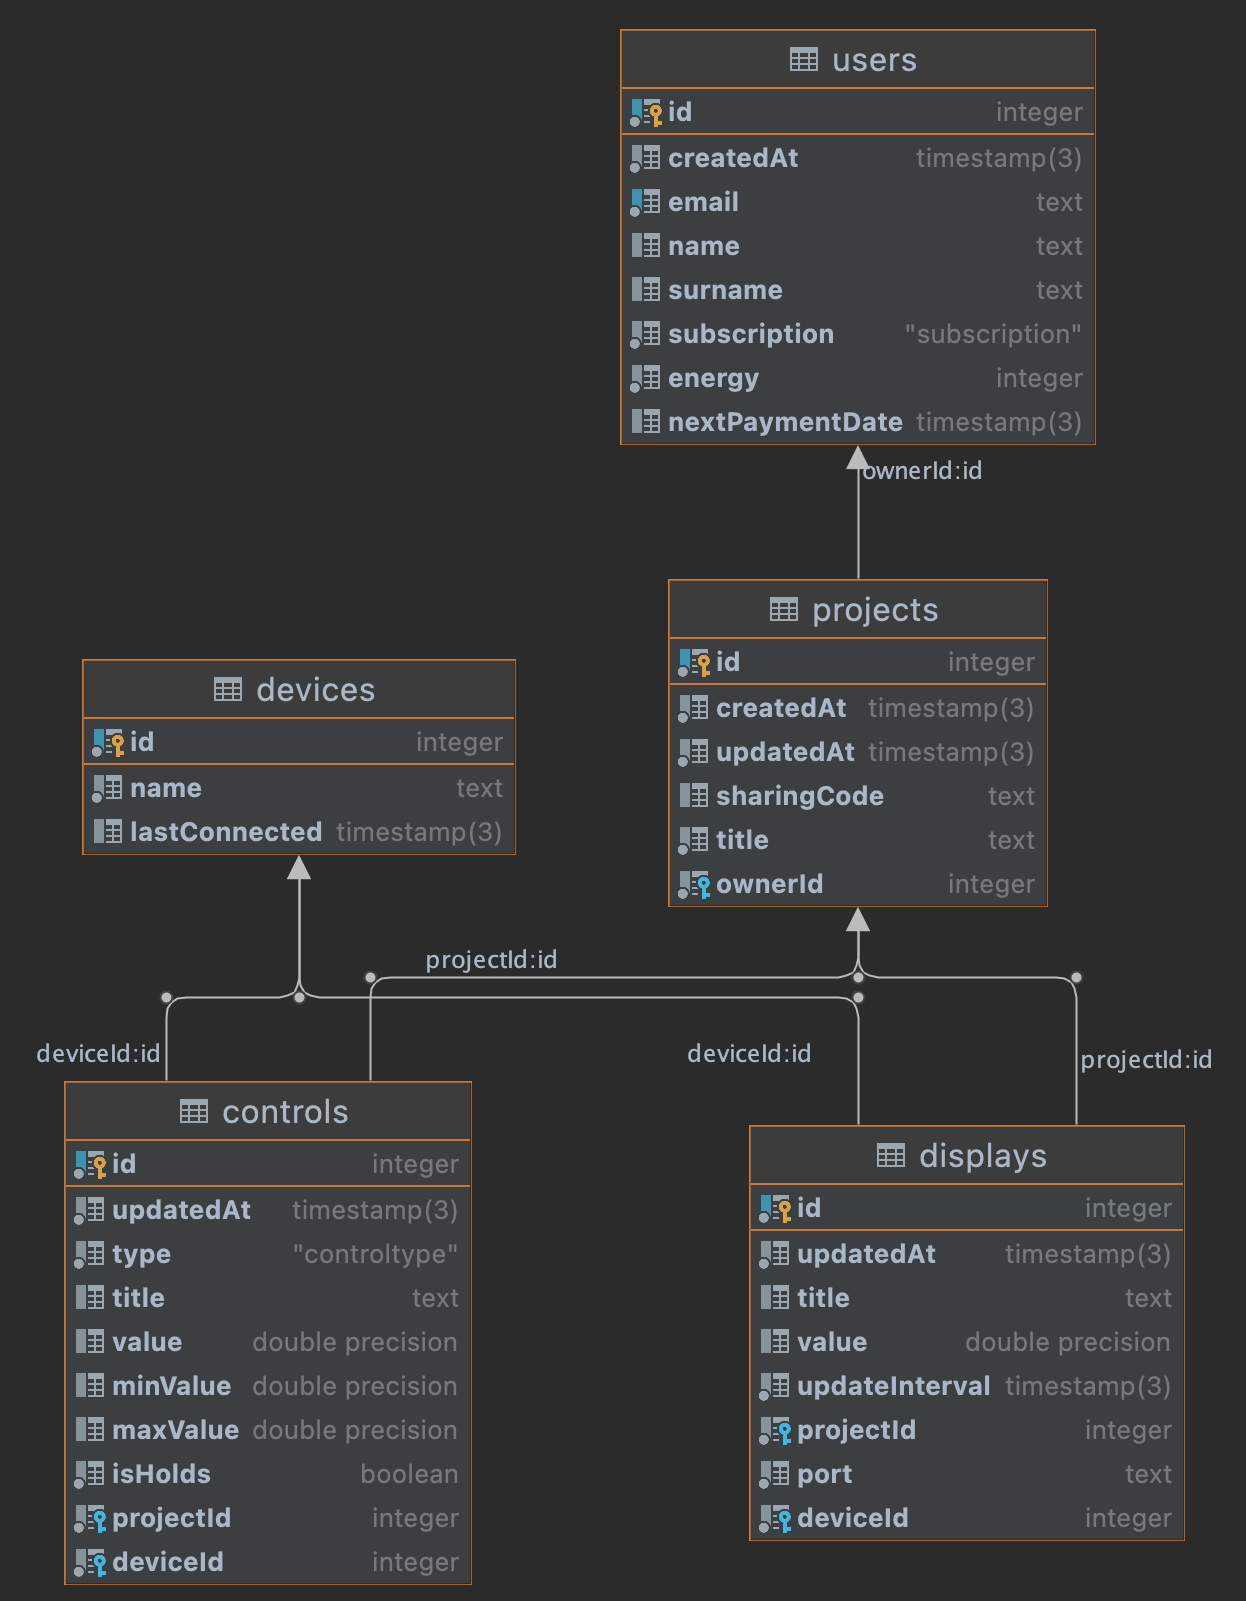 users
id integer
createdAt timestamp(3)
email text
name text
surname text
subscription "subscription"
energy integer
nextPaymentDate timestamp(3)
ownerId:id
projects
id integer
createdAt timestamp(3)
updatedAt timestamp(3)
sharingCode text
title text
ownerId integer
devices
id integer
name text
lastConnected timestamp(3)
projectId:id
deviceId:id
deviceId:id
projectId:id
controls
id integer
updatedAt timestamp(3)
type "controltype"
title text
value double precision
minValue double precision
maxValue double precision
isHolds boolean
projectId integer
deviceId integer
displays
id integer
updatedAt timestamp(3)
title text
value double precision
updateInterval timestamp(3)
projectId integer
port text
deviceId integer